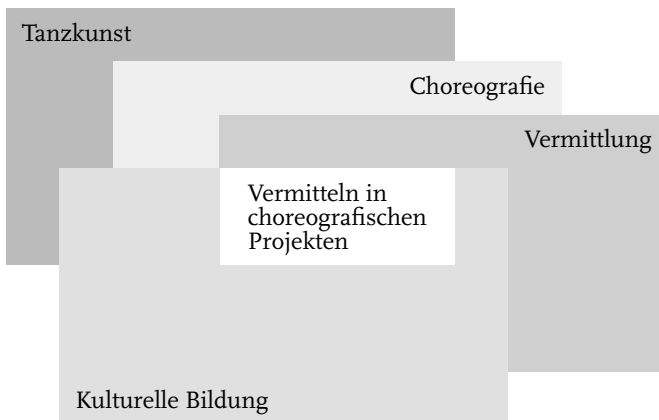 Tanzkunst
Choreografie
Vermittlung
Vermitteln in
choreografischen
Projekten
Kulturelle Bildung